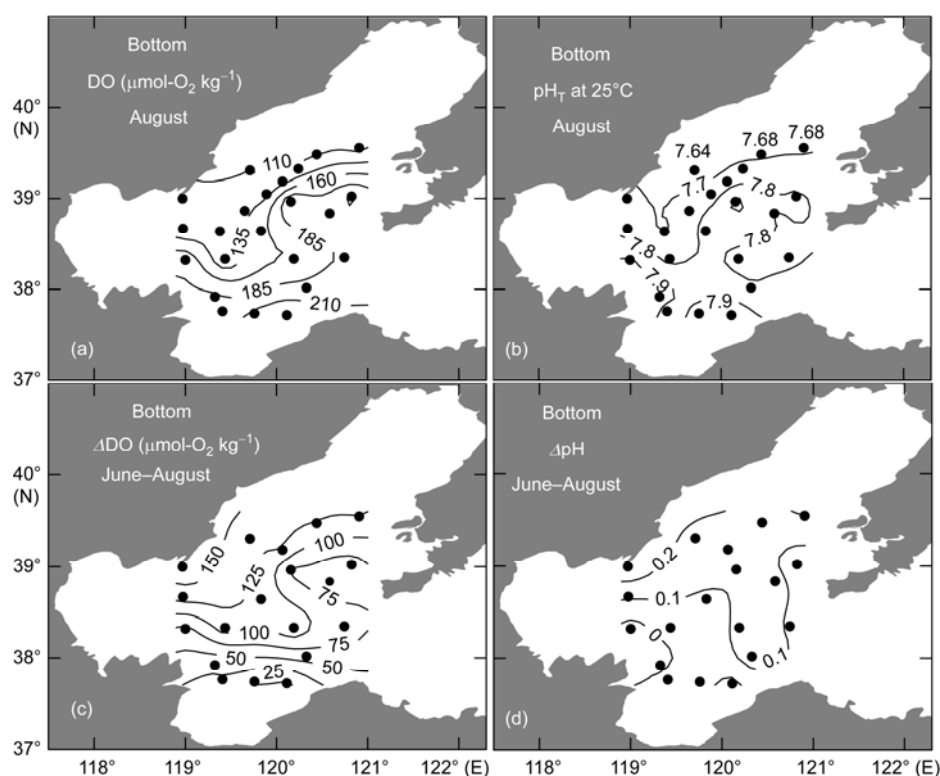 Bottom
DO (μmol-O₂ kg⁻¹)
August
40°
(N)
39°
38°
37°
110
160
135
185
185
210
(a)
Bottom
pH_T at 25°C
August
7.64
7.68
7.68
7.7
7.8
7.8
7.8
7.9
7.9
(b)
Bottom
ΔDO (μmol-O₂ kg⁻¹)
June–August
40°
(N)
39°
38°
37°
150
125
100
75
100
75
50
50
25
(c)
118°
119°
120°
121°
122° (E)
Bottom
ΔpH
June–August
0.2
0.1
0
0.1
(d)
118°
119°
120°
121°
122° (E)